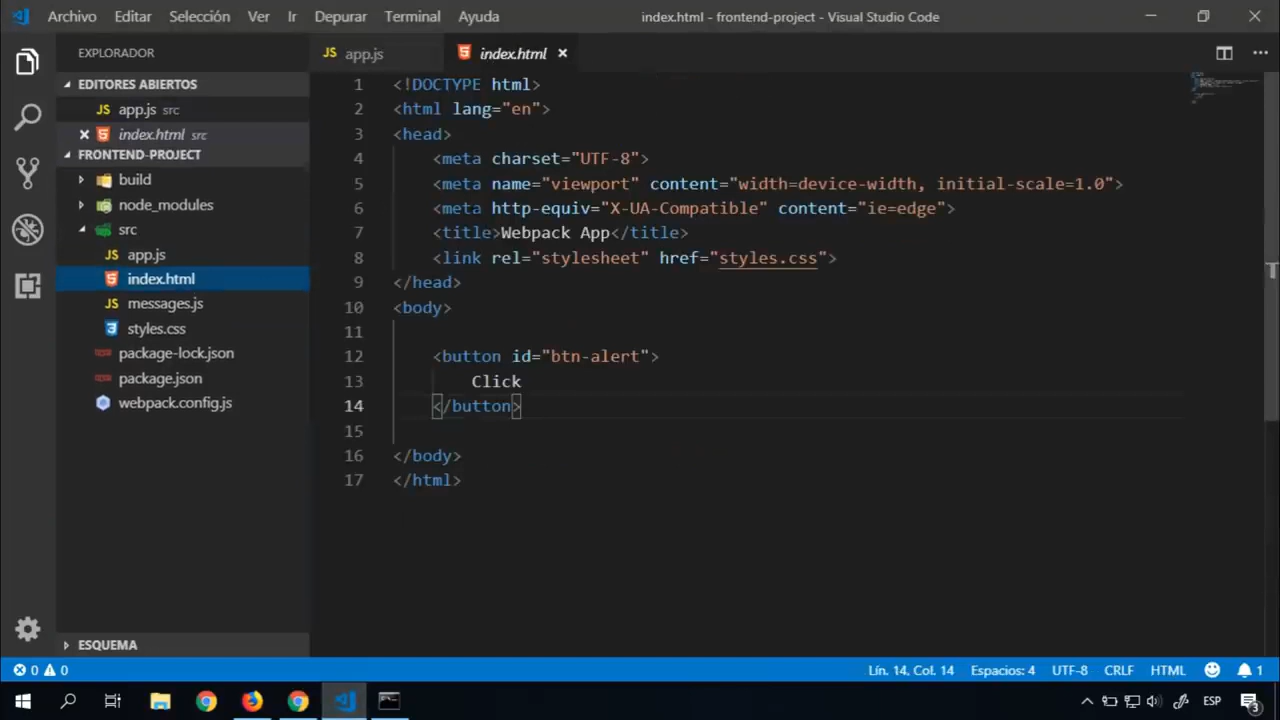 Archivo Editar Selección Ver Ir Depurar Terminal Ayuda
index.html - frontend-project - Visual Studio Code
EXPLORADOR
EDITORES ABIERTOS
JS app.js src
index.html src
FRONTEND-PROJECT
build
node_modules
src
JS app.js
index.html
JS messages.js
styles.css
package-lock.json
package.json
webpack.config.js
ESQUEMA
JS app.js
index.html
1 <!DOCTYPE html>
2 <html lang="en">
3 <head>
4 <meta charset="UTF-8">
5 <meta name="viewport" content="width=device-width, initial-scale=1.0">
6 <meta http-equiv="X-UA-Compatible" content="ie=edge">
7 <title>Webpack App</title>
8 <link rel="stylesheet" href="styles.css">
9 </head>
10 <body>
11
12 <button id="btn-alert">
13 Click
14 </button>
15
16 </body>
17 </html>
0 0
Lín. 14, Col. 14 Espacios: 4 UTF-8 CRLF HTML 1
ESP 3